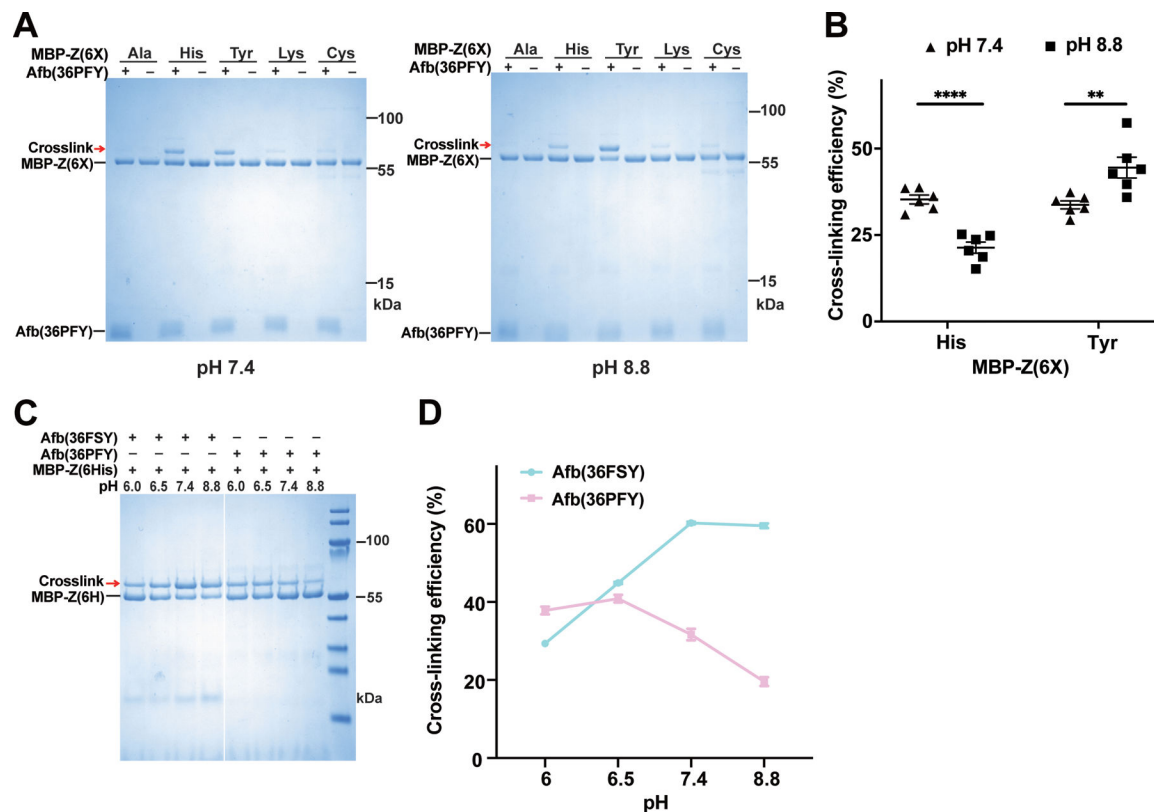 A
MBP-Z(6X) Ala His Tyr Lys Cys
Afb(36PFY) + – + – + – + – + –
100
Crosslink
MBP-Z(6X)
55
15
kDa
Afb(36PFY)
pH 7.4
MBP-Z(6X) Ala His Tyr Lys Cys
Afb(36PFY) + – + – + – + – + –
100
Crosslink
MBP-Z(6X)
55
15
kDa
Afb(36PFY)
pH 8.8
B
pH 7.4 pH 8.8
Cross-linking efficiency (%)
**** **
50
25
0
His Tyr
MBP-Z(6X)
C
Afb(36FSY) + + + + – – – –
Afb(36PFY) – – – – + + + +
MBP-Z(6His) + + + + + + + +
pH 6.0 6.5 7.4 8.8 6.0 6.5 7.4 8.8
100
Crosslink
MBP-Z(6H)
55
kDa
D
Afb(36FSY)
Afb(36PFY)
Cross-linking efficiency (%)
60
40
20
0
6 6.5 7.4 8.8
pH